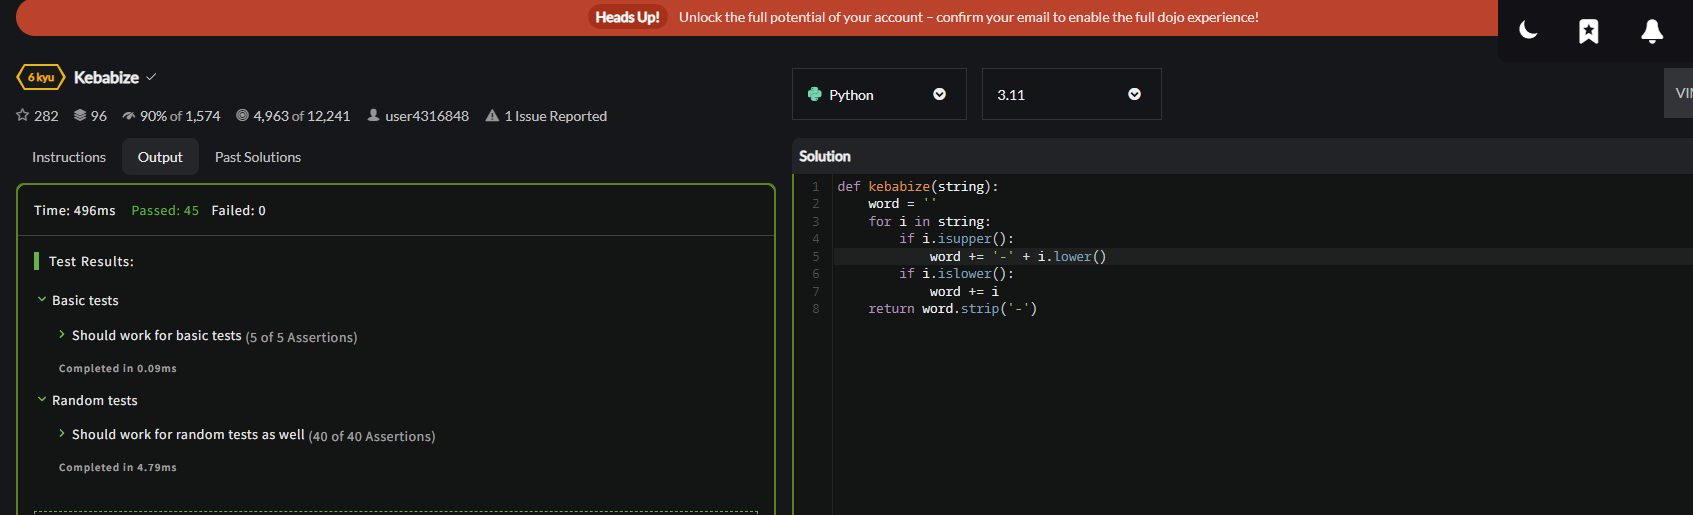 Heads Up! Unlock the full potential of your account – confirm your email to enable the full dojo experience!
6 kyu Kebabize
282 96 90% of 1,574 4,963 of 12,241 user4316848 1 Issue Reported
Instructions Output Past Solutions
Time: 496ms Passed: 45 Failed: 0
Test Results:
Basic tests
Should work for basic tests (5 of 5 Assertions)
Completed in 0.09ms
Random tests
Should work for random tests as well (40 of 40 Assertions)
Completed in 4.79ms
Python 3.11
VI
Solution
1 def kebabize(string):
2     word = ''
3     for i in string:
4         if i.isupper():
5             word += '-' + i.lower()
6         if i.islower():
7             word += i
8     return word.strip('-')